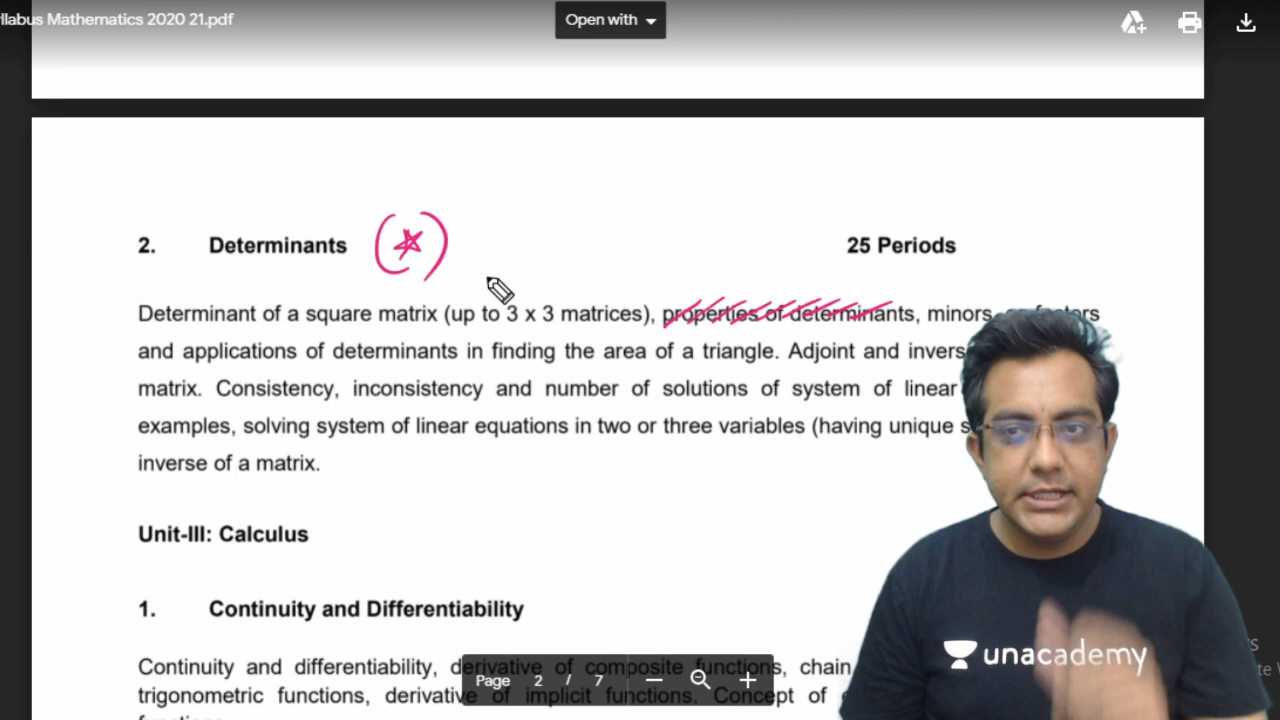 llabus Mathematics 2020 21.pdf
Open with
2. Determinants
25 Periods
Determinant of a square matrix (up to 3 x 3 matrices), properties of determinants, minors,
and applications of determinants in finding the area of a triangle. Adjoint and invers
matrix. Consistency, inconsistency and number of solutions of system of linear
examples, solving system of linear equations in two or three variables (having unique s
inverse of a matrix.
Unit-III: Calculus
1. Continuity and Differentiability
Continuity and differentiability, derivative of composite functions, chain
trigonometric functions, derivative of implicit functions. Concept of
Page 2 / 7
unacademy